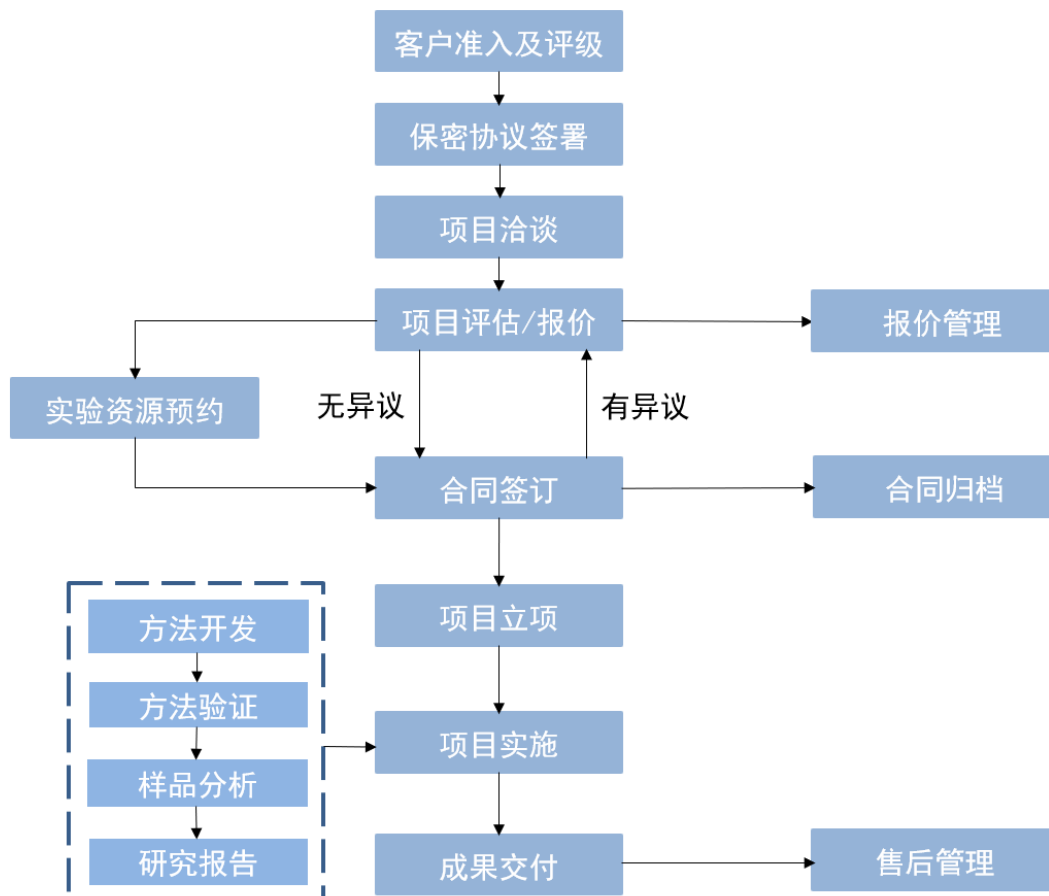 客户准入及评级
保密协议签署
项目洽谈
项目评估/报价
报价管理
实验资源预约
无异议
有异议
合同签订
合同归档
方法开发
项目立项
方法验证
项目实施
样品分析
研究报告
成果交付
售后管理